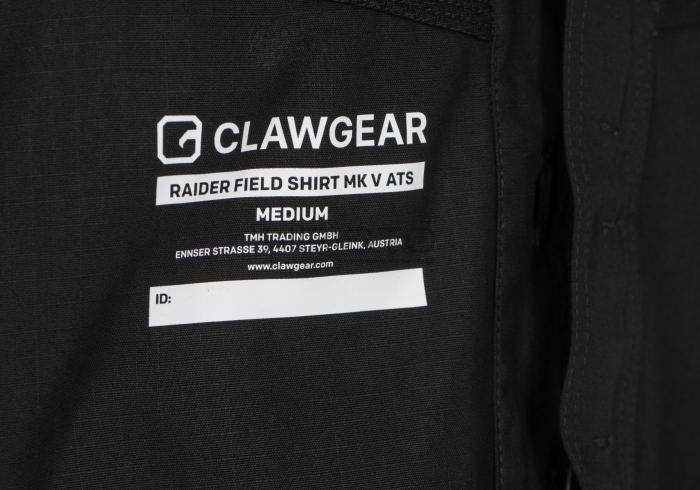 CLAWGEAR
RAIDER FIELD SHIRT MK V ATS
MEDIUM
TMH TRADING GMBH
ENNSER STRASSE 39, 4407 STEYR-GLEINK, AUSTRIA
www.clawgear.com
ID: